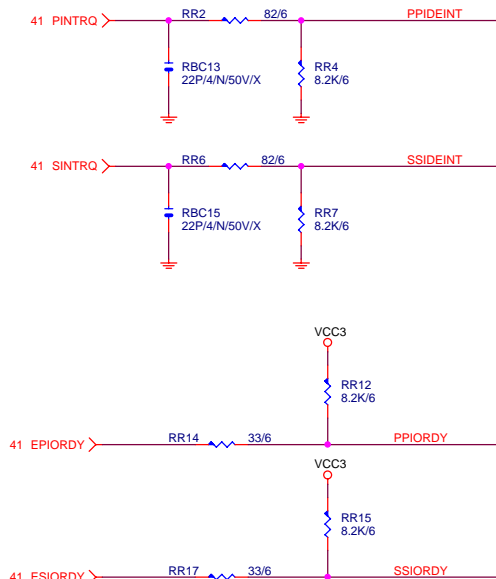 41 PINTRQ
RR2
82/6
PPIDEINT
RBC13
22P/4/N/50V/X
RR4
8.2K/6
41 SINTRQ
RR6
82/6
SSIDEINT
RBC15
22P/4/N/50V/X
RR7
8.2K/6
VCC3
RR12
8.2K/6
41 EPIORDY
RR14
33/6
PPIORDY
VCC3
RR15
8.2K/6
41 ESIORDY
RR17
33/6
SSIORDY